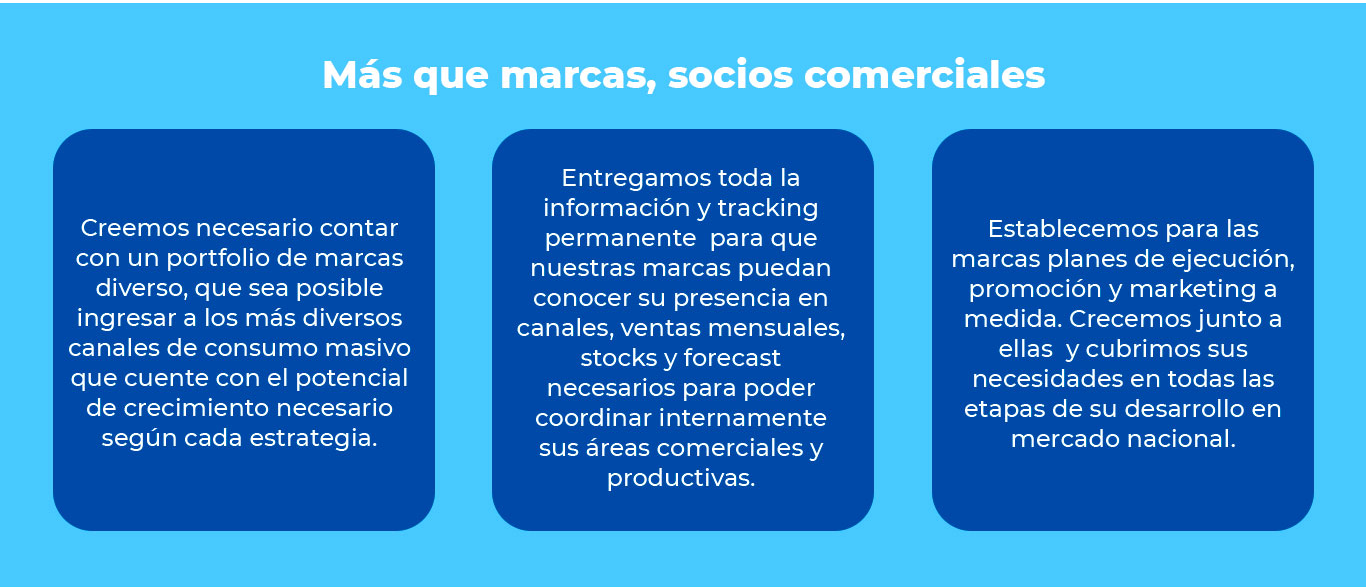 Más que marcas, socios comerciales
Creemos necesario contar
con un portfolio de marcas
diverso, que sea posible
ingresar a los más diversos
canales de consumo masivo
que cuente con el potencial
de crecimiento necesario
según cada estrategia.
Entregamos toda la
información y tracking
permanente  para que
nuestras marcas puedan
conocer su presencia en
canales, ventas mensuales,
stocks y forecast
necesarios para poder
coordinar internamente
sus áreas comerciales y
productivas.
Establecemos para las
marcas planes de ejecución,
promoción y marketing a
medida. Crecemos junto a
ellas  y cubrimos sus
necesidades en todas las
etapas de su desarrollo en
mercado nacional.